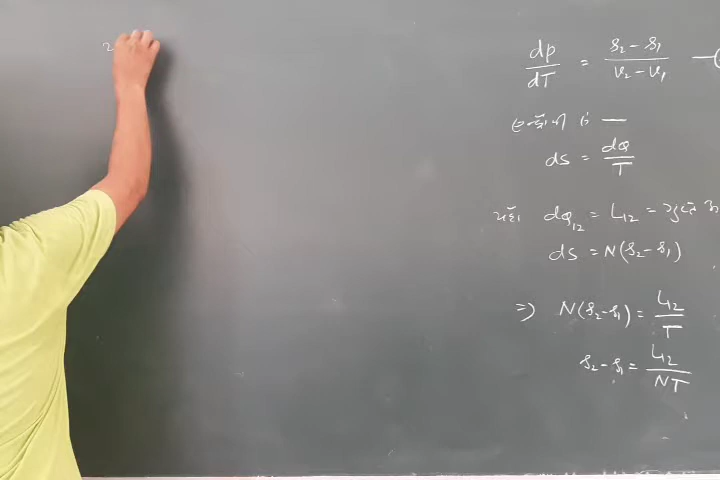 dp/dT = (s₂ - s₁)/(v₂ - v₁) —(
ds = dQ/T
dQ₁₂ = L₁₂ =
ds = N(s₂ - s₁)
⇒ N(s₂ - s₁) = L₁₂/T
s₂ - s₁ = L₁₂/NT